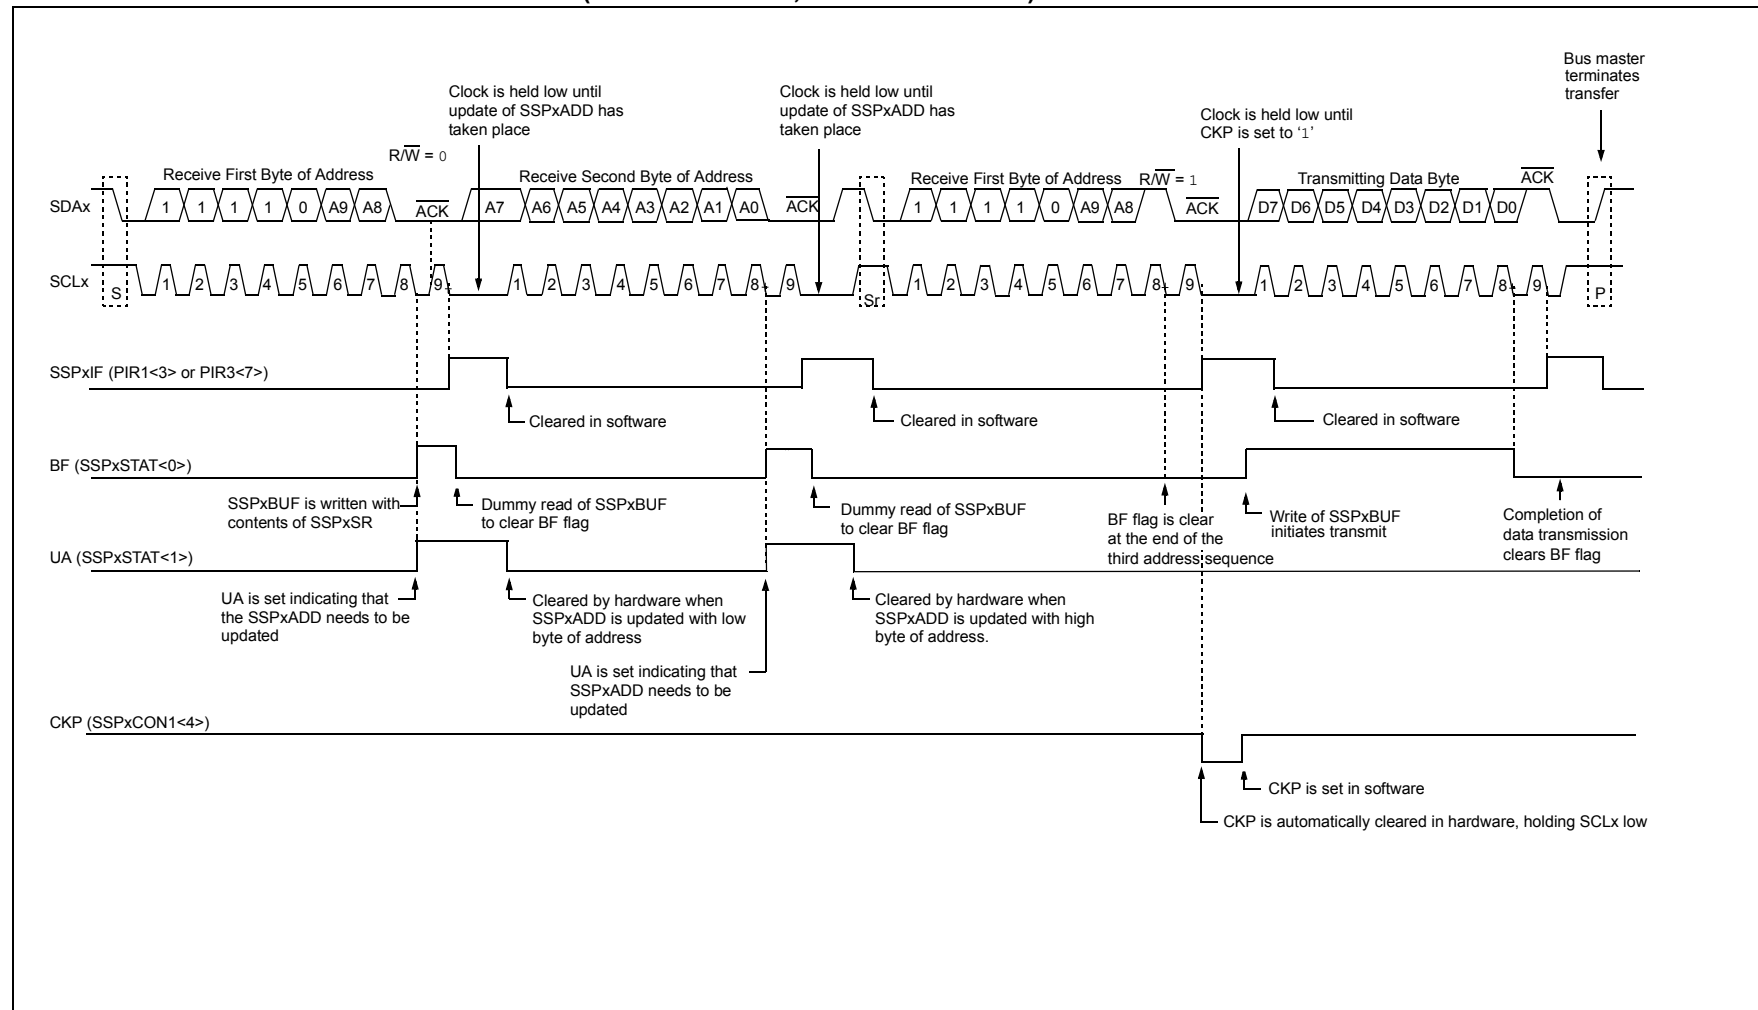 Bus master
terminates
transfer
Clock is held low until
update of SSPxADD has
taken place
Clock is held low until
update of SSPxADD has
taken place
Clock is held low until
CKP is set to ‘1’
R/W = 0
Receive First Byte of Address
Receive Second Byte of Address
Receive First Byte of Address
R/W = 1
Transmitting Data Byte
ACK
SDAx
1 1 1 1 0 A9 A8 ACK A7 A6 A5 A4 A3 A2 A1 A0 ACK 1 1 1 1 0 A9 A8 ACK D7 D6 D5 D4 D3 D2 D1 D0
SCLx
S 1 2 3 4 5 6 7 8 9 1 2 3 4 5 6 7 8 9 Sr 1 2 3 4 5 6 7 8 9 1 2 3 4 5 6 7 8 9 P
SSPxIF (PIR1<3> or PIR3<7>)
Cleared in software
Cleared in software
Cleared in software
BF (SSPxSTAT<0>)
SSPxBUF is written with
contents of SSPxSR
Dummy read of SSPxBUF
to clear BF flag
Dummy read of SSPxBUF
to clear BF flag
BF flag is clear
at the end of the
third address sequence
Write of SSPxBUF
initiates transmit
Completion of
data transmission
clears BF flag
UA (SSPxSTAT<1>)
UA is set indicating that
the SSPxADD needs to be
updated
Cleared by hardware when
SSPxADD is updated with low
byte of address
Cleared by hardware when
SSPxADD is updated with high
byte of address.
UA is set indicating that
SSPxADD needs to be
updated
CKP (SSPxCON1<4>)
CKP is set in software
CKP is automatically cleared in hardware, holding SCLx low